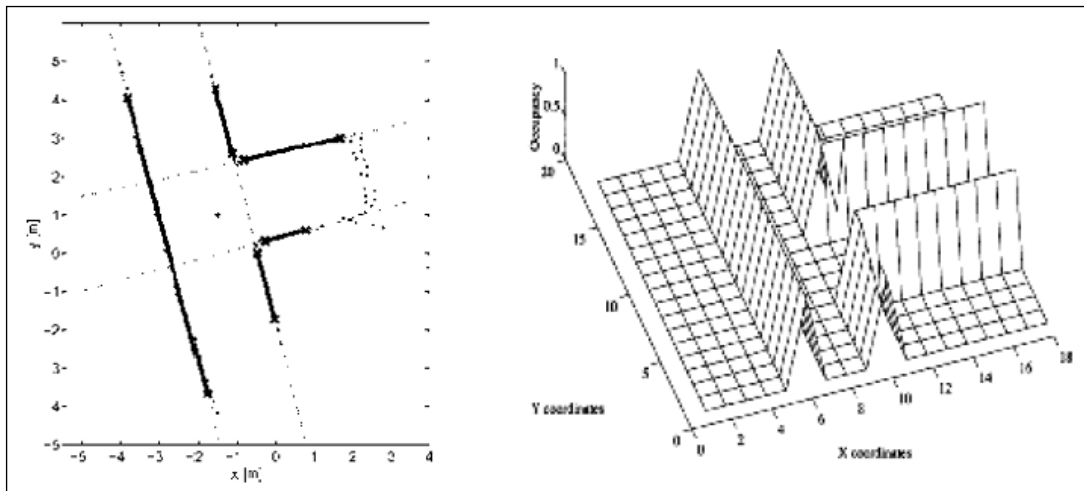 5
4
3
2
1
0
-1
-2
-3
-4
-5
y [m]
-5 -4 -3 -2 -1 0 1 2 3 4
x [m]
Occupancy
1
0.5
0
20
15
10
5
0
Y coordinates
0 2 4 6 8 10 12 14 16 18
X coordinates